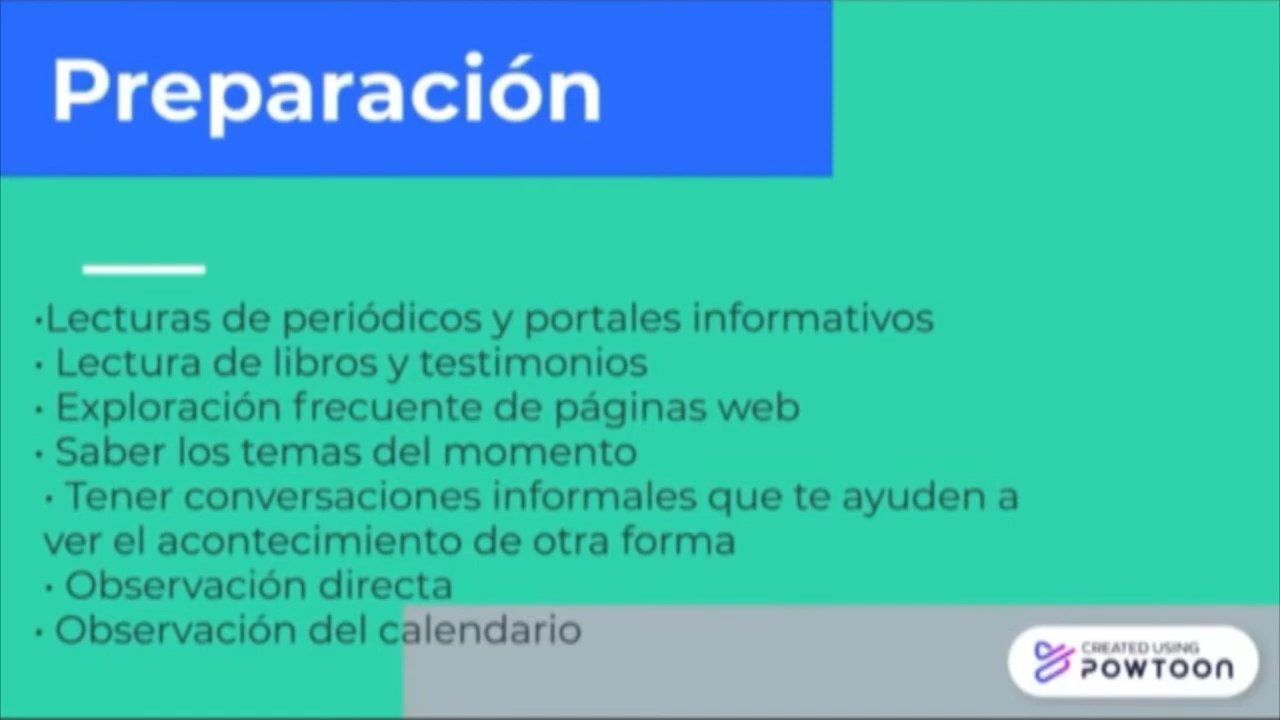 Preparación
•Lecturas de periódicos y portales informativos
• Lectura de libros y testimonios
• Exploración frecuente de páginas web
• Saber los temas del momento
• Tener conversaciones informales que te ayuden a
ver el acontecimiento de otra forma
• Observación directa
• Observación del calendario
CREATED USING
POWTOON